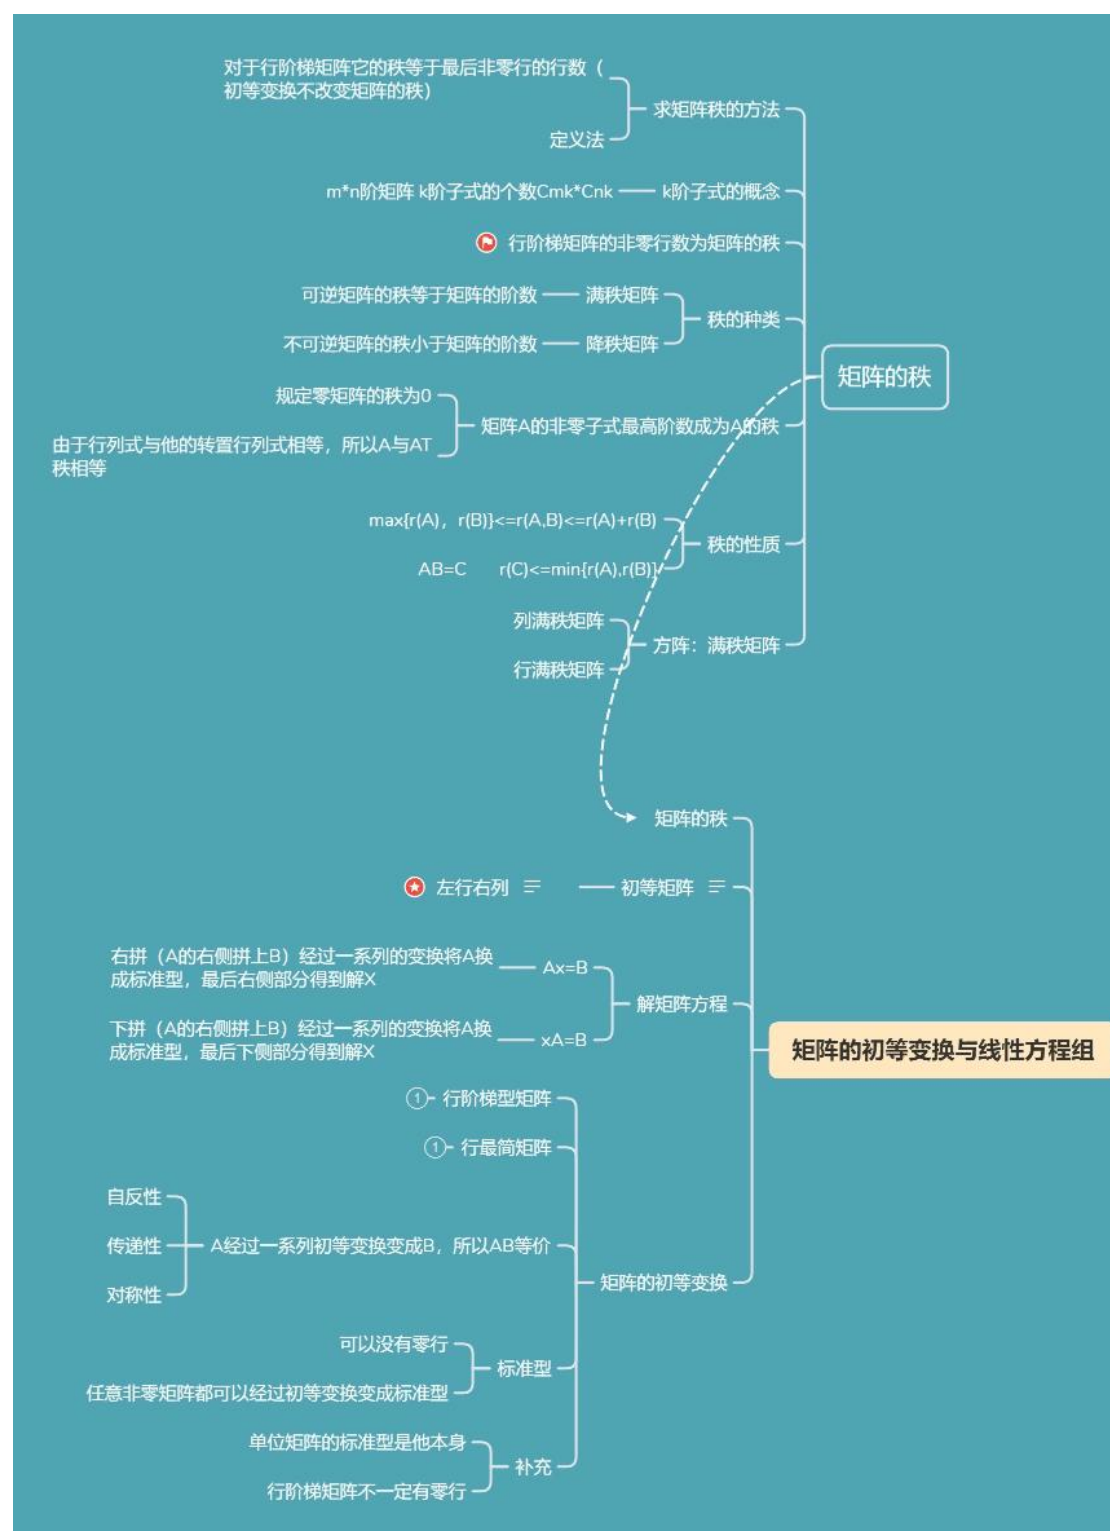 对于行阶梯矩阵它的秩等于最后非零行的行数（
初等变换不改变矩阵的秩）
求矩阵秩的方法
定义法
m*n阶矩阵 k阶子式的个数Cmk*Cnk
k阶子式的概念
行阶梯矩阵的非零行数为矩阵的秩
可逆矩阵的秩等于矩阵的阶数
满秩矩阵
秩的种类
不可逆矩阵的秩小于矩阵的阶数
降秩矩阵
矩阵的秩
规定零矩阵的秩为0
矩阵A的非零子式最高阶数成为A的秩
由于行列式与他的转置行列式相等，所以A与AT
秩相等
max{r(A)，r(B)}<=r(A,B)<=r(A)+r(B)
秩的性质
AB=C r(C)<=min{r(A),r(B)}
列满秩矩阵
方阵：满秩矩阵
行满秩矩阵
矩阵的秩
左行右列
初等矩阵
右拼（A的右侧拼上B）经过一系列的变换将A换
成标准型，最后右侧部分得到解X
Ax=B
解矩阵方程
下拼（A的右侧拼上B）经过一系列的变换将A换
成标准型，最后下侧部分得到解X
xA=B
矩阵的初等变换与线性方程组
1 行阶梯型矩阵
1 行最简矩阵
自反性
传递性
A经过一系列初等变换变成B，所以AB等价
对称性
矩阵的初等变换
可以没有零行
标准型
任意非零矩阵都可以经过初等变换变成标准型
单位矩阵的标准型是他本身
补充
行阶梯矩阵不一定有零行